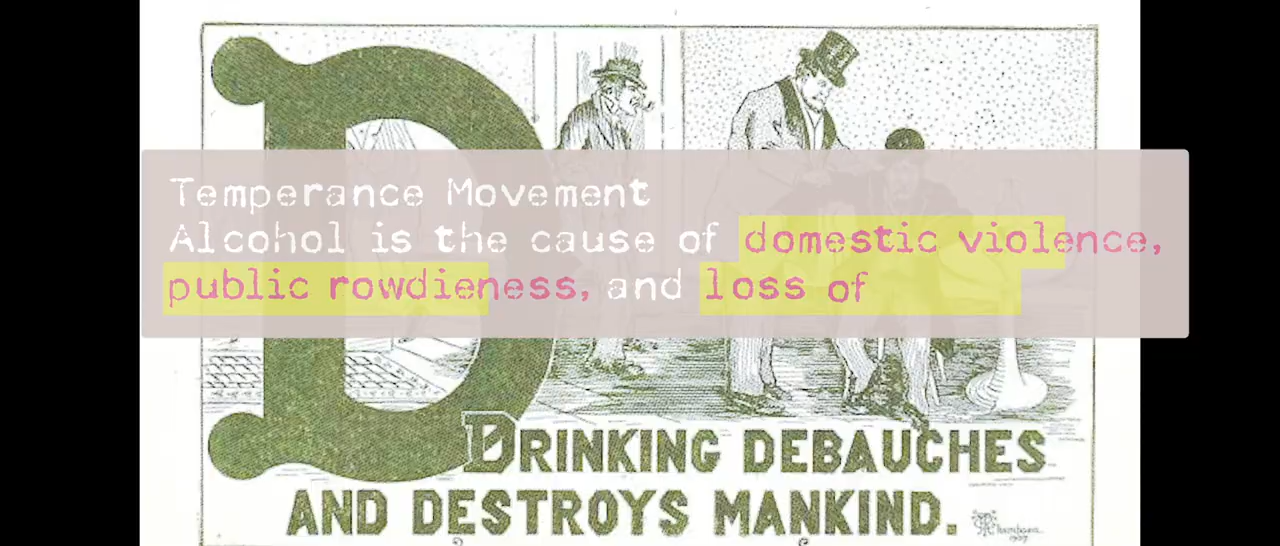 Temperance Movement
Alcohol is the cause of domestic violence,
public rowdieness, and loss of
DRINKING DEBAUCHES
AND DESTROYS MANKIND.